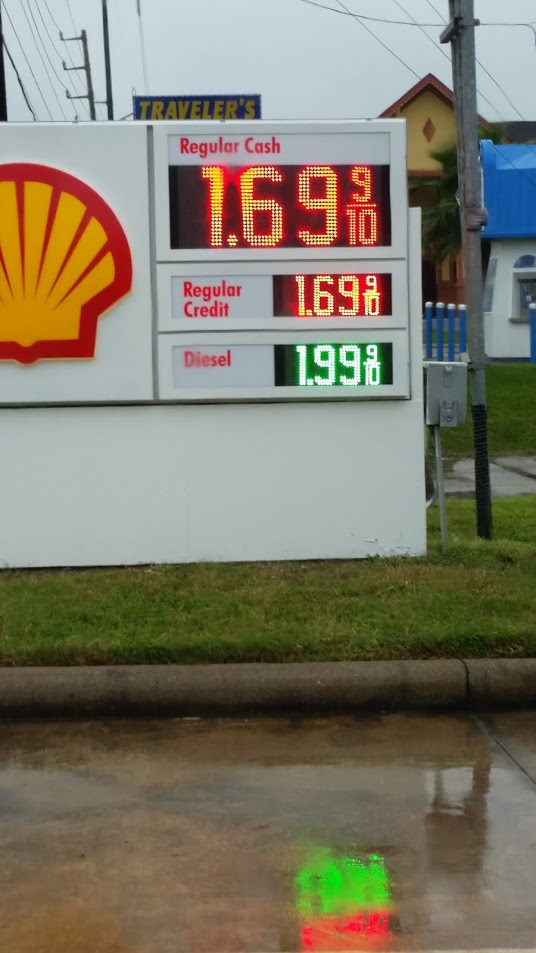 TRAVELER'S
Regular Cash
1.69 9/10
Regular
Credit
1.69 9/10
Diesel
1.99 9/10